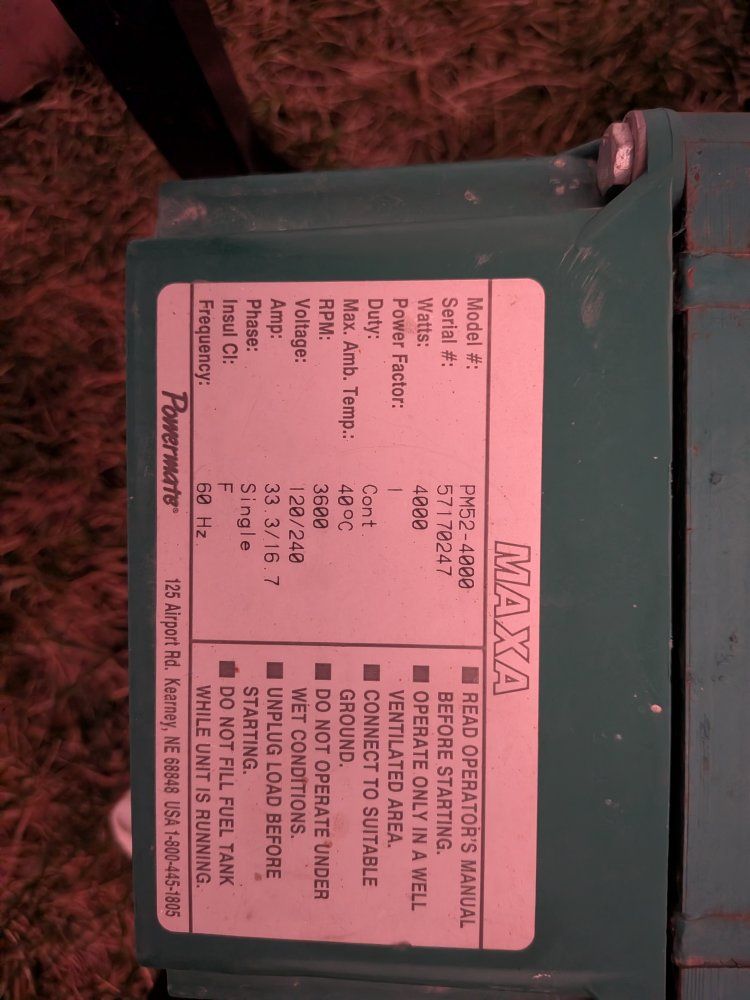 MAXA
Model #: PM52-4000
Serial #: 57170247
Watts: 4000
Power Factor: 1
Duty: Cont.
Max. Amb. Temp.: 40°C
RPM: 3600
Voltage: 120/240
Amp: 33 3/16 7
Phase: Single
Insul Cl: F
Frequency: 60 Hz.
■ READ OPERATOR'S MANUAL
BEFORE STARTING.
■ OPERATE ONLY IN A WELL
VENTILATED AREA.
■ CONNECT TO SUITABLE
GROUND.
■ DO NOT OPERATE UNDER
WET CONDITIONS.
■ UNPLUG LOAD BEFORE
STARTING.
■ DO NOT FILL FUEL TANK
WHILE UNIT IS RUNNING.
Powermate® 125 Airport Rd. Kearney, NE 68848 USA 1-800-445-1805